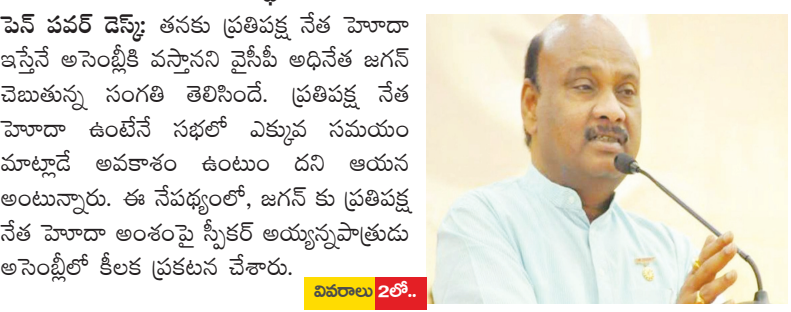 పెన్ పవర్ డెస్క్: తనకు ప్రతిపక్ష నేత హెూదా
ఇస్తేనే అసెంబ్లీకి వస్తానని వైసీపీ అధినేత జగన్
చెబుతున్న సంగతి తెలిసిందే. ప్రతిపక్ష నేత
హెూదా ఉంటేనే సభలో ఎక్కువ సమయం
మాట్లాడే అవకాశం ఉంటుం దని ఆయన
అంటున్నారు. ఈ నేపథ్యంలో, జగన్ కు ప్రతిపక్ష
నేత హెూదా అంశంపై స్పీకర్ అయ్యన్నపాత్రుడు
అసెంబ్లీలో కీలక ప్రకటన చేశారు.
వివరాలు 2లో..